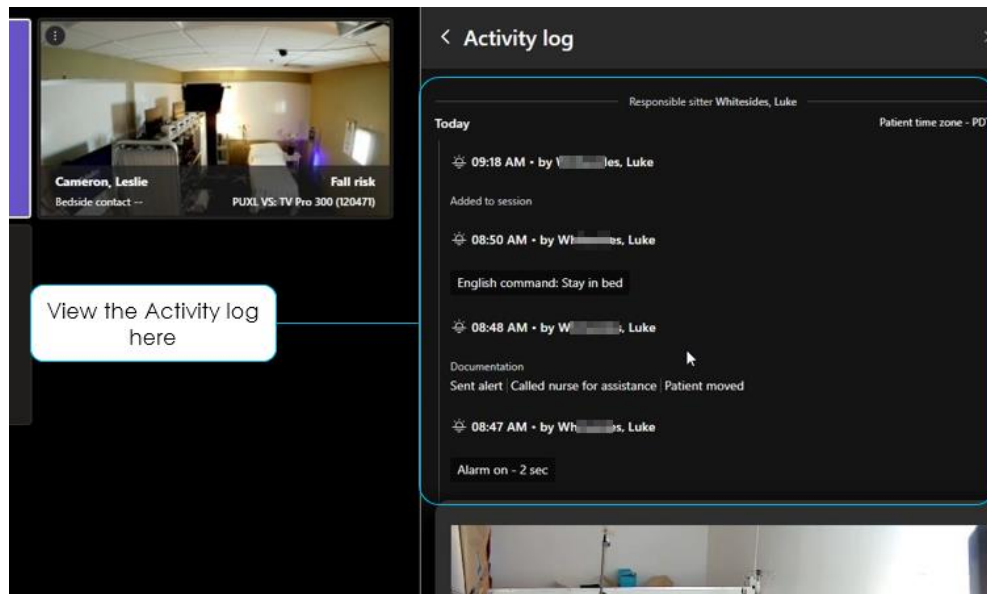 Activity log
Cameron, Leslie
Fall risk
Bedside contact --
PUXL VS: TV Pro 300 (120471)
View the Activity log
here
Responsible sitter Whitesides, Luke
Today
Patient time zone - PDT
09:18 AM • by les, Luke
Added to session
08:50 AM • by Wh es, Luke
English command: Stay in bed
08:48 AM • by W , Luke
Documentation
Sent alert | Called nurse for assistance | Patient moved
08:47 AM • by Wh es, Luke
Alarm on - 2 sec